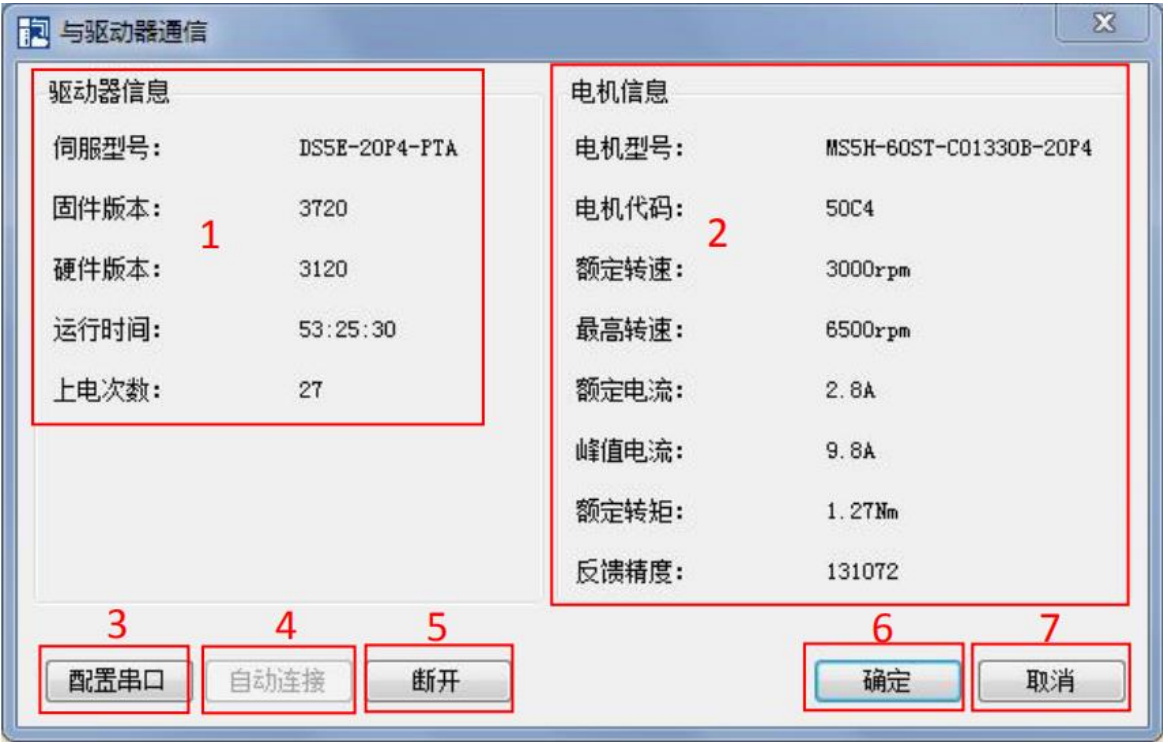 与驱动器通信
驱动器信息
伺服型号： DS5E-20P4-PTA
固件版本： 3720
1
硬件版本： 3120
运行时间： 53:25:30
上电次数： 27
电机信息
电机型号： MS5H-60ST-C01330B-20P4
电机代码： 50C4
2
额定转速： 3000rpm
最高转速： 6500rpm
额定电流： 2.8A
峰值电流： 9.8A
额定转矩： 1.27Nm
反馈精度： 131072
3 4 5 6 7
配置串口 自动连接 断开 确定 取消